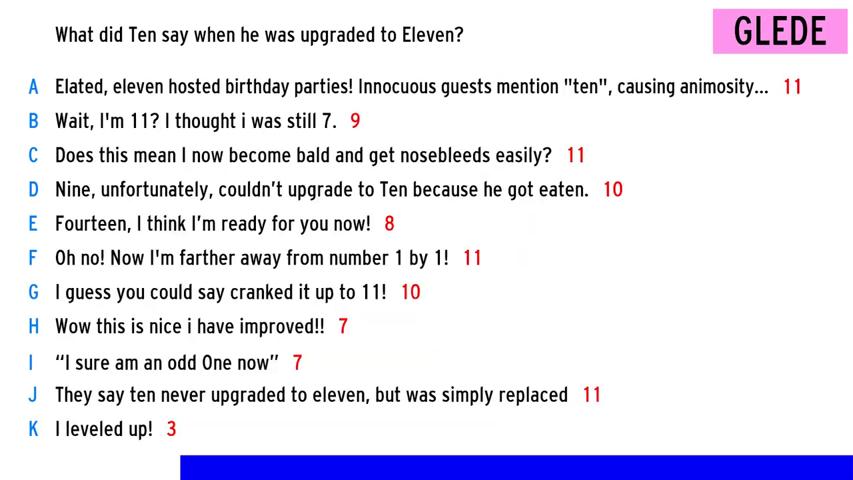 What did Ten say when he was upgraded to Eleven?
GLEDE
A Elated, eleven hosted birthday parties! Innocuous guests mention "ten", causing animosity... 11
B Wait, I'm 11? I thought i was still 7. 9
C Does this mean I now become bald and get nosebleeds easily? 11
D Nine, unfortunately, couldn't upgrade to Ten because he got eaten. 10
E Fourteen, I think I'm ready for you now! 8
F Oh no! Now I'm farther away from number 1 by 1! 11
G I guess you could say cranked it up to 11! 10
H Wow this is nice i have improved!! 7
I “I sure am an odd One now” 7
J They say ten never upgraded to eleven, but was simply replaced 11
K I leveled up! 3